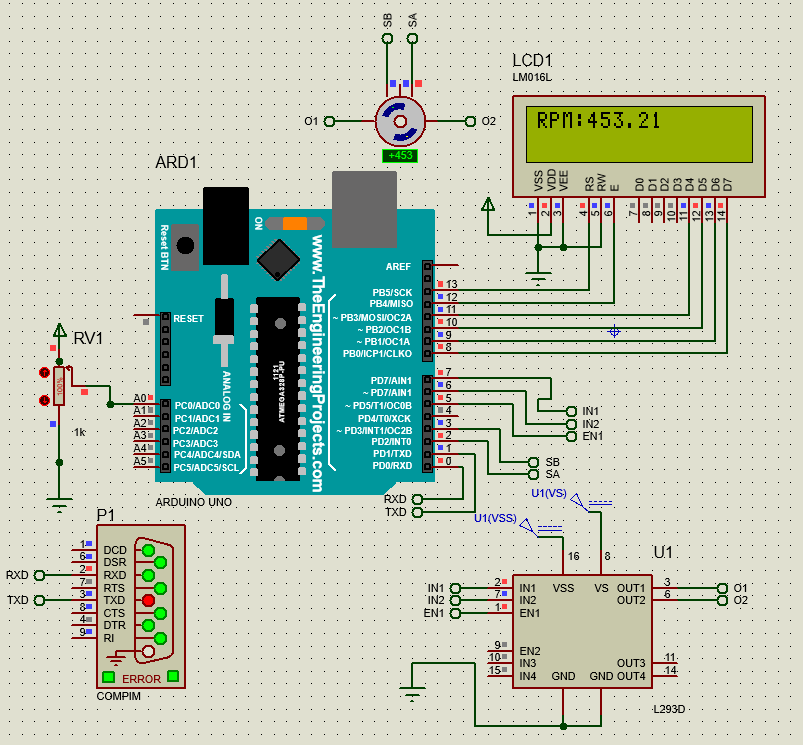 SB
SA
O1
O2
+453
LCD1
LM016L
RPM:453.21
VSS
VDD
VEE
RS
RW
E
D0
D1
D2
D3
D4
D5
D6
D7
1
2
3
4
5
6
7
8
9
10
11
12
13
14
ARD1
Reset BTN
ON
www.TheEngineeringProjects.com
1121
ATMEGA328P-PU
ANALOG IN
RESET
AREF
PB5/SCK
13
PB4/MISO
12
~ PB3/MOSI/OC2A
11
~ PB2/OC1B
10
~ PB1/OC1A
9
PB0/ICP1/CLKO
8
PD7/AIN1
7
~ PD7/AIN1
6
~ PD5/T1/OC0B
5
PD4/T0/XCK
4
~ PD3/INT1/OC2B
3
PD2/INT0
2
PD1/TXD
1
PD0/RXD
0
A0
PC0/ADC0
A1
PC1/ADC1
A2
PC2/ADC2
A3
PC3/ADC3
A4
PC4/ADC4/SDA
A5
PC5/ADC5/SCL
ARDUINO UNO
RV1
100%
1k
IN1
IN2
EN1
SB
SA
RXD
TXD
U1(VS)
U1(VSS)
P1
1
DCD
6
DSR
RXD
2
RXD
7
RTS
TXD
3
TXD
8
CTS
4
DTR
9
RI
ERROR
COMPIM
U1
16
8
IN1
2
IN1
VSS
VS
OUT1
3
O1
IN2
7
IN2
OUT2
6
O2
EN1
1
EN1
9
EN2
10
IN3
OUT3
11
15
IN4
GND
GND
OUT4
14
L293D